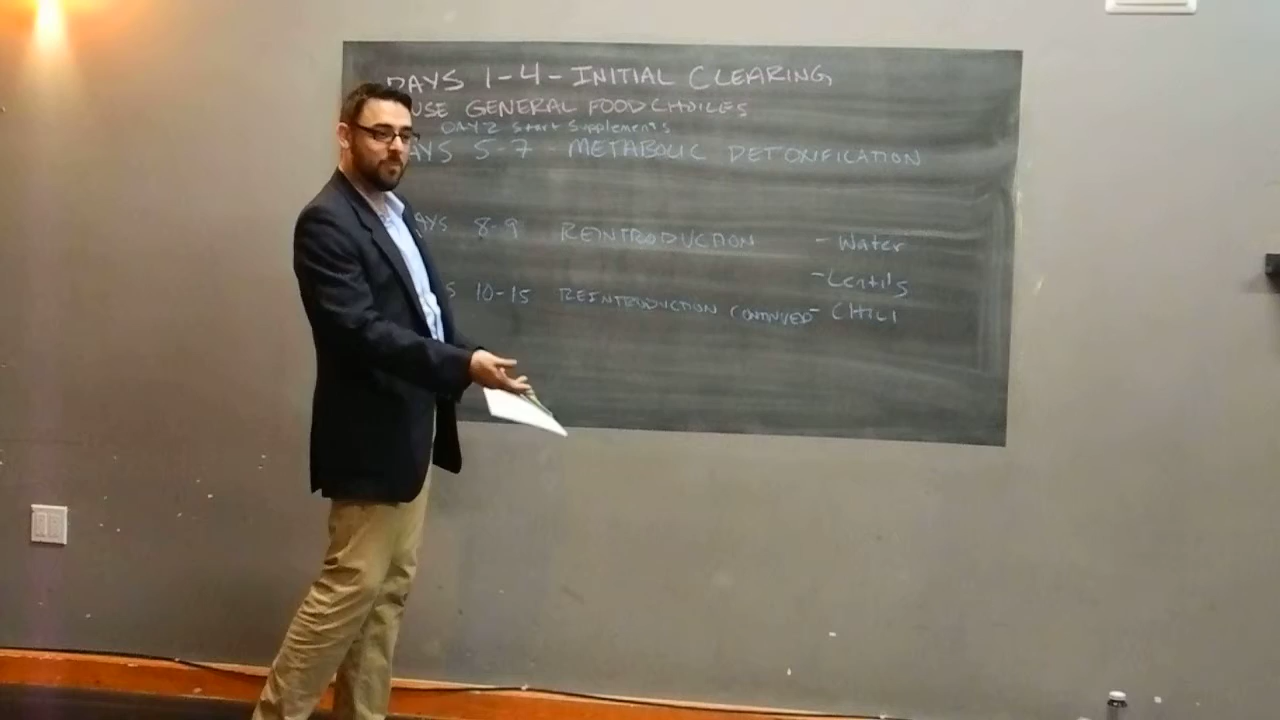 DAYS 1-4 - INITIAL CLEARING
USE GENERAL FOOD CHOICES
DAY 2 Start Supplements
AYS 5-7 - METABOLIC DETOXIFICATION
AYS 8-9 REINTRODUCTION - Water
- Lentils
S 10-15 REINTRODUCTION CONTINUED - CHILI